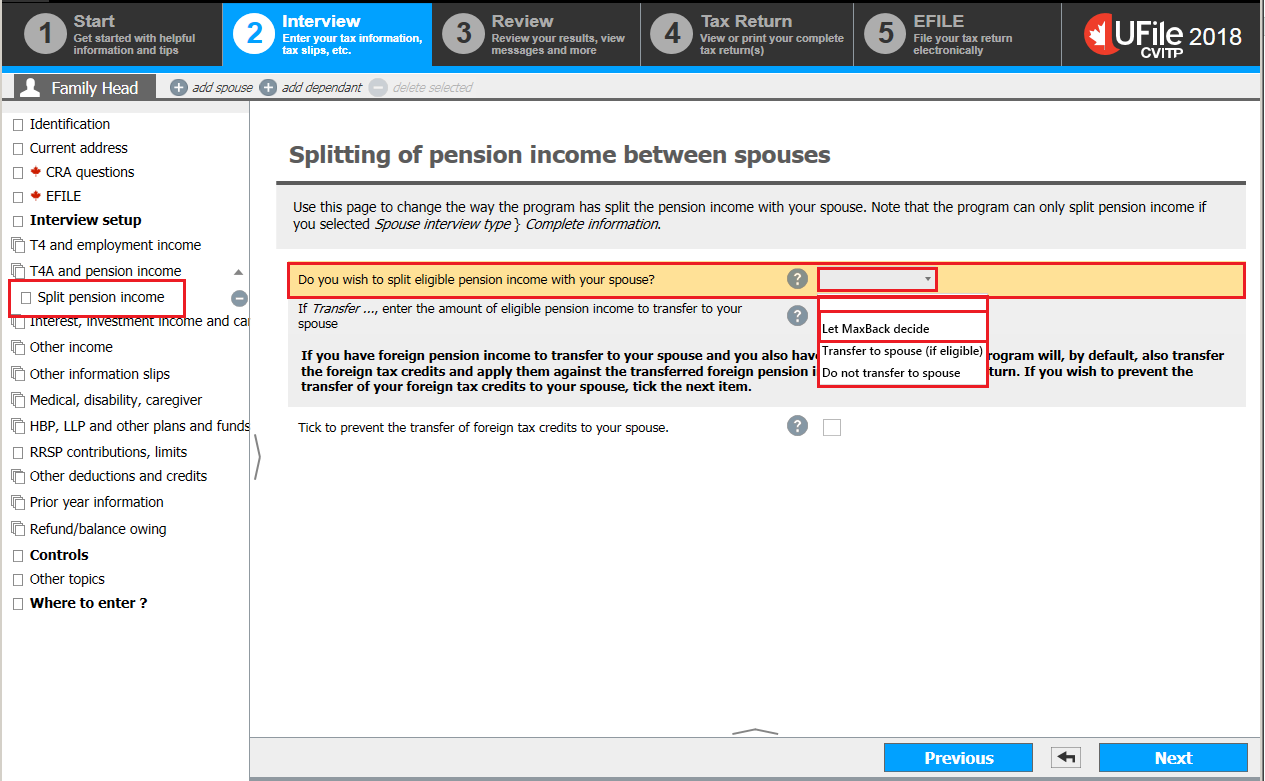 1
Start
Get started with helpful
information and tips
2
Interview
Enter your tax information,
tax slips, etc.
3
Review
Review your results, view
messages and more
4
Tax Return
View or print your complete
tax return(s)
5
EFILE
File your tax return
electronically
UFile 2018
CVITP
Family Head
add spouse
add dependant
delete selected
Identification
Current address
CRA questions
EFILE
Interview setup
T4 and employment income
T4A and pension income
Split pension income
Interest, investment income and
Other income
Other information slips
Medical, disability, caregiver
HBP, LLP and other plans and funds
RRSP contributions, limits
Other deductions and credits
Prior year information
Refund/balance owing
Controls
Other topics
Where to enter ?
Splitting of pension income between spouses
Use this page to change the way the program has split the pension income with your spouse. Note that the program can only split pension income if
you selected Spouse interview type } Complete information.
Do you wish to split eligible pension income with your spouse?
?
If Transfer ..., enter the amount of eligible pension income to transfer to your
spouse
?
Let MaxBack decide
Transfer to spouse (if eligible)
Do not transfer to spouse
If you have foreign pension income to transfer to your spouse and you also program will, by default, also transfer
the foreign tax credits and apply them against the transferred foreign pension If you wish to prevent the
transfer of your foreign tax credits to your spouse, tick the next item.
Tick to prevent the transfer of foreign tax credits to your spouse.
?
Previous
Next